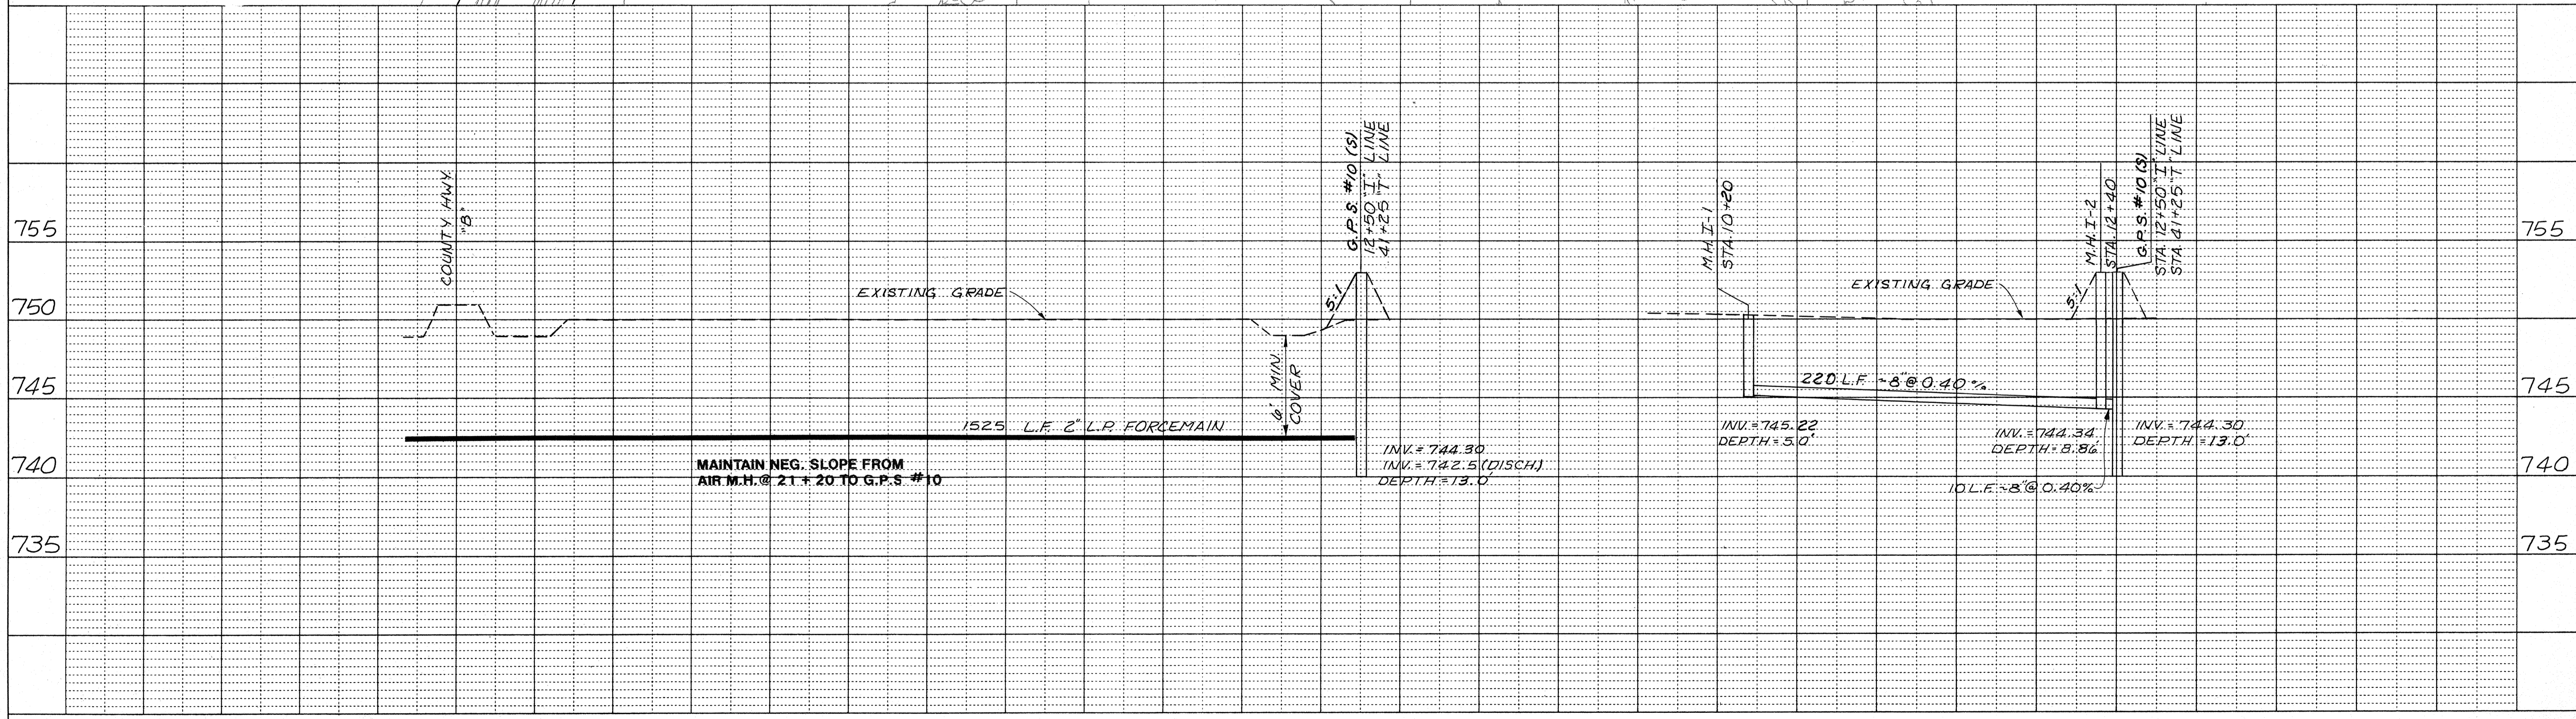 755
750
745
740
735
COUNTY HWY.
"B"
EXISTING GRADE
1525 L.F. 2" L.P. FORCEMAIN
MAINTAIN NEG. SLOPE FROM
AIR M.H. @ 21 + 20 TO G.P.S #10
6' MIN.
COVER
5:1
G.P.S. #10 (S)
12+50 "I" LINE
41+25 "T" LINE
INV. = 744.30
INV. = 742.5 (DISCH.)
DEPTH = 13.0'
M.H. I-1
STA. 10+20
EXISTING GRADE
220 L.F. ~8"@ 0.40 %
INV. = 745.22
DEPTH = 5.0'
5:1
M.H. I-2
STA. 12+40
G.P.S. #10 (S)
STA. 12+50 "I" LINE
STA. 41+25 "T" LINE
INV. = 744.34
DEPTH = 8.86'
INV. = 744.30
DEPTH = 13.0'
10 L.F. ~8"@ 0.40%
755
750
745
740
735